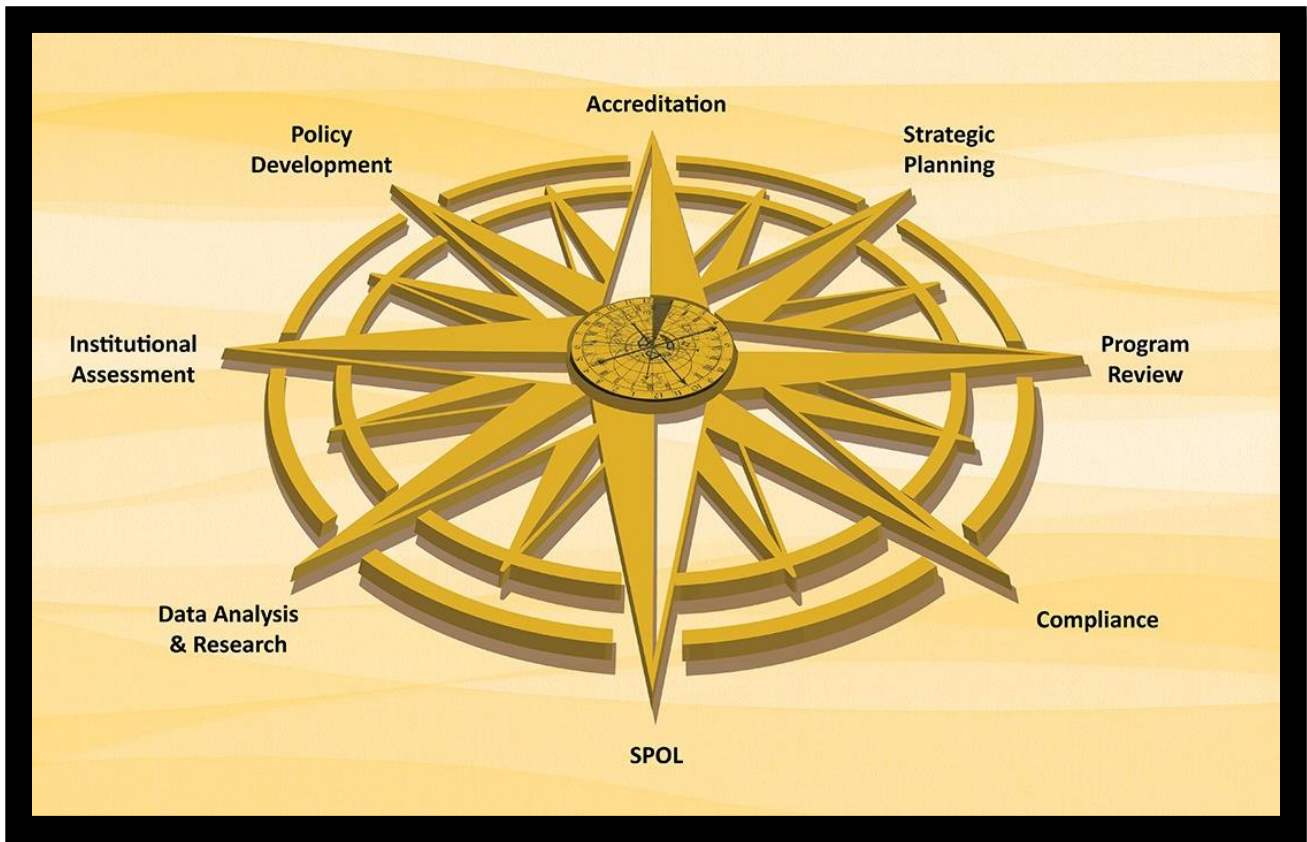 Accreditation
Policy
Development
Strategic
Planning
Institutional
Assessment
Program
Review
Data Analysis
& Research
Compliance
SPOL